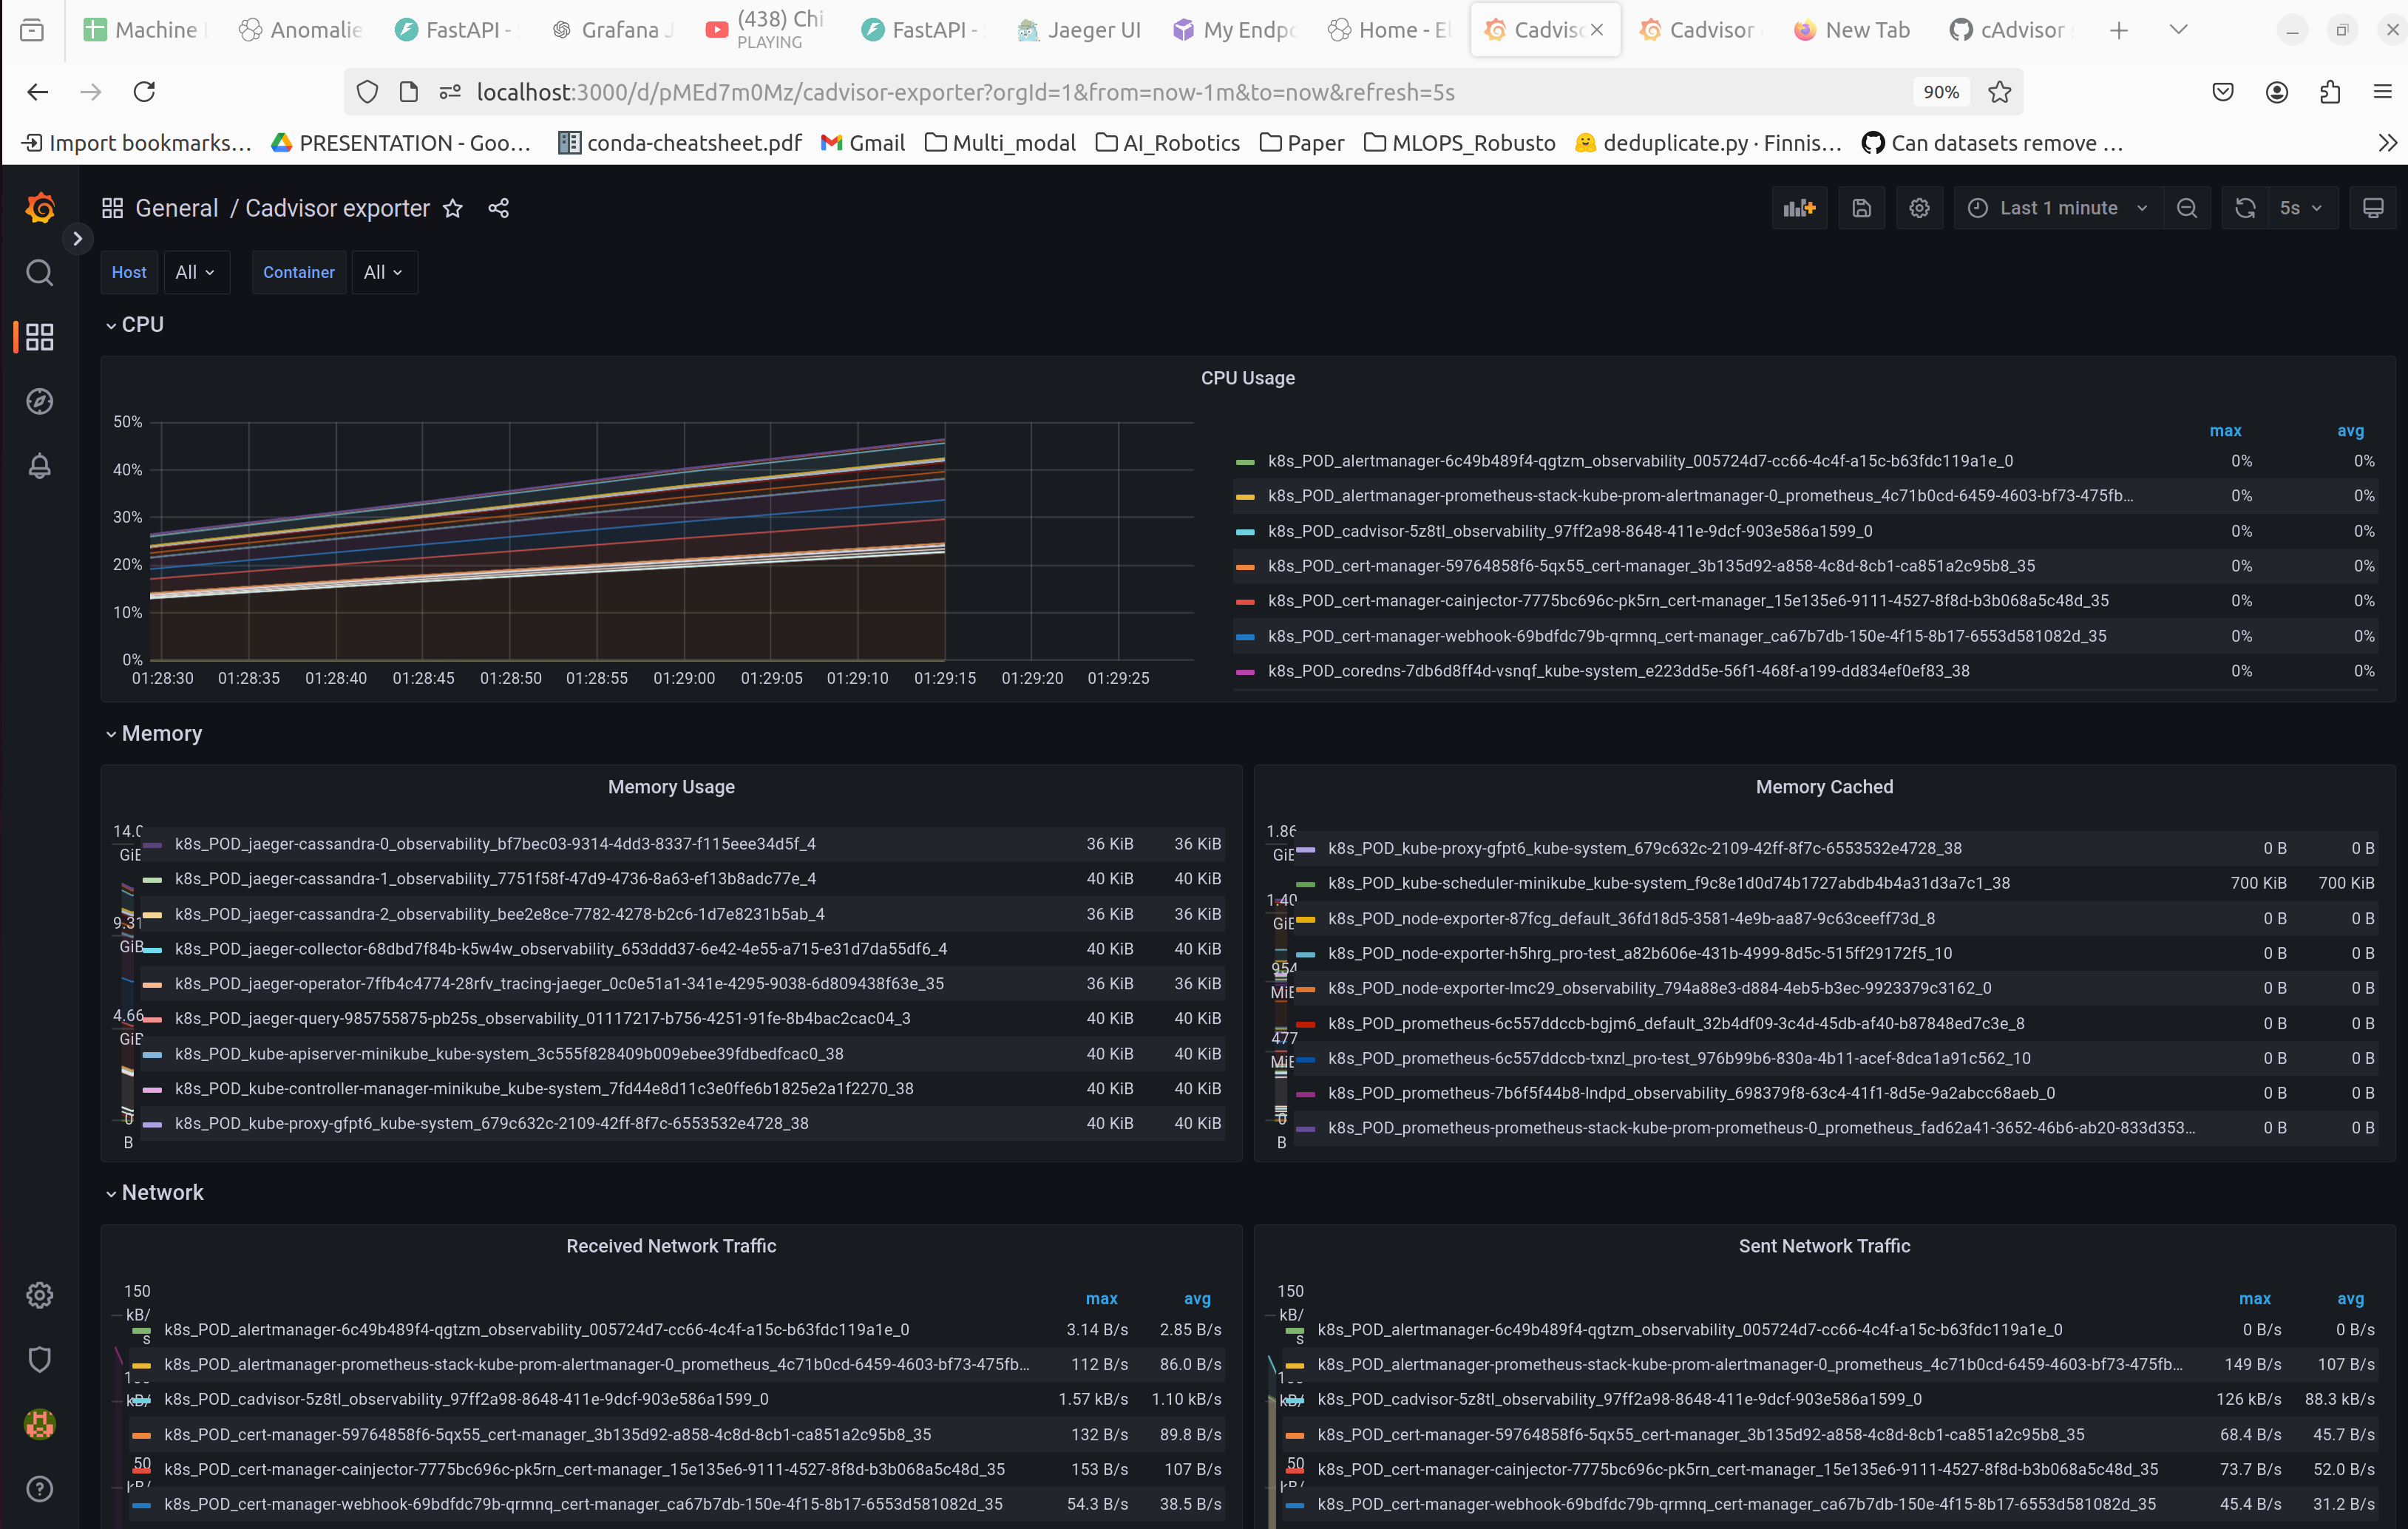 Machine
Anomalie
FastAPI -
Grafana J
(438) Chi
PLAYING
FastAPI -
Jaeger UI
My Endpo
Home - El
Cadvisc
Cadvisor
New Tab
cAdvisor
localhost:3000/d/pMEd7m0Mz/cadvisor-exporter?orgId=1&from=now-1m&to=now&refresh=5s
90%
Import bookmarks...
PRESENTATION - Goo...
conda-cheatsheet.pdf
Gmail
Multi_modal
AI_Robotics
Paper
MLOPS_Robusto
deduplicate.py · Finnis...
Can datasets remove ...
General / Cadvisor exporter
Last 1 minute
5s
Host
All
Container
All
CPU
CPU Usage
50%
40%
30%
20%
10%
0%
01:28:30 01:28:35 01:28:40 01:28:45 01:28:50 01:28:55 01:29:00 01:29:05 01:29:10 01:29:15 01:29:20 01:29:25
max avg
k8s_POD_alertmanager-6c49b489f4-qgtzm_observability_005724d7-cc66-4c4f-a15c-b63fdc119a1e_0 0% 0%
k8s_POD_alertmanager-prometheus-stack-kube-prom-alertmanager-0_prometheus_4c71b0cd-6459-4603-bf73-475fb... 0% 0%
k8s_POD_cadvisor-5z8tl_observability_97ff2a98-8648-411e-9dcf-903e586a1599_0 0% 0%
k8s_POD_cert-manager-59764858f6-5qx55_cert-manager_3b135d92-a858-4c8d-8cb1-ca851a2c95b8_35 0% 0%
k8s_POD_cert-manager-cainjector-7775bc696c-pk5rn_cert-manager_15e135e6-9111-4527-8f8d-b3b068a5c48d_35 0% 0%
k8s_POD_cert-manager-webhook-69bdfdc79b-qrmnq_cert-manager_ca67b7db-150e-4f15-8b17-6553d581082d_35 0% 0%
k8s_POD_coredns-7db6d8ff4d-vsnqf_kube-system_e223dd5e-56f1-468f-a199-dd834ef0ef83_38 0% 0%
Memory
Memory Usage
14.0
GiB
9.31
GiB
4.66
GiB
0
B
k8s_POD_jaeger-cassandra-0_observability_bf7bec03-9314-4dd3-8337-f115eee34d5f_4 36 KiB 36 KiB
k8s_POD_jaeger-cassandra-1_observability_7751f58f-47d9-4736-8a63-ef13b8adc77e_4 40 KiB 40 KiB
k8s_POD_jaeger-cassandra-2_observability_bee2e8ce-7782-4278-b2c6-1d7e8231b5ab_4 36 KiB 36 KiB
k8s_POD_jaeger-collector-68dbd7f84b-k5w4w_observability_653ddd37-6e42-4e55-a715-e31d7da55df6_4 40 KiB 40 KiB
k8s_POD_jaeger-operator-7ffb4c4774-28rfv_tracing-jaeger_0c0e51a1-341e-4295-9038-6d809438f63e_35 36 KiB 36 KiB
k8s_POD_jaeger-query-985755875-pb25s_observability_01117217-b756-4251-91fe-8b4bac2cac04_3 40 KiB 40 KiB
k8s_POD_kube-apiserver-minikube_kube-system_3c555f828409b009ebee39fdbedfcac0_38 40 KiB 40 KiB
k8s_POD_kube-controller-manager-minikube_kube-system_7fd44e8d11c3e0ffe6b1825e2a1f2270_38 40 KiB 40 KiB
k8s_POD_kube-proxy-gfpt6_kube-system_679c632c-2109-42ff-8f7c-6553532e4728_38 40 KiB 40 KiB
Memory Cached
1.86
GiB
1.40
GiB
954
MiB
477
MiB
0
B
k8s_POD_kube-proxy-gfpt6_kube-system_679c632c-2109-42ff-8f7c-6553532e4728_38 0 B 0 B
k8s_POD_kube-scheduler-minikube_kube-system_f9c8e1d0d74b1727abdb4b4a31d3a7c1_38 700 KiB 700 KiB
k8s_POD_node-exporter-87fcg_default_36fd18d5-3581-4e9b-aa87-9c63ceeff73d_8 0 B 0 B
k8s_POD_node-exporter-h5hrg_pro-test_a82b606e-431b-4999-8d5c-515ff29172f5_10 0 B 0 B
k8s_POD_node-exporter-lmc29_observability_794a88e3-d884-4eb5-b3ec-9923379c3162_0 0 B 0 B
k8s_POD_prometheus-6c557ddccb-bgjm6_default_32b4df09-3c4d-45db-af40-b87848ed7c3e_8 0 B 0 B
k8s_POD_prometheus-6c557ddccb-txnzl_pro-test_976b99b6-830a-4b11-acef-8dca1a91c562_10 0 B 0 B
k8s_POD_prometheus-7b6f5f44b8-lndpd_observability_698379f8-63c4-41f1-8d5e-9a2abcc68aeb_0 0 B 0 B
k8s_POD_prometheus-prometheus-stack-kube-prom-prometheus-0_prometheus_fad62a41-3652-46b6-ab20-833d353... 0 B 0 B
Network
Received Network Traffic
150
kB/
s
50
max avg
k8s_POD_alertmanager-6c49b489f4-qgtzm_observability_005724d7-cc66-4c4f-a15c-b63fdc119a1e_0 3.14 B/s 2.85 B/s
k8s_POD_alertmanager-prometheus-stack-kube-prom-alertmanager-0_prometheus_4c71b0cd-6459-4603-bf73-475fb... 112 B/s 86.0 B/s
k8s_POD_cadvisor-5z8tl_observability_97ff2a98-8648-411e-9dcf-903e586a1599_0 1.57 kB/s 1.10 kB/s
k8s_POD_cert-manager-59764858f6-5qx55_cert-manager_3b135d92-a858-4c8d-8cb1-ca851a2c95b8_35 132 B/s 89.8 B/s
k8s_POD_cert-manager-cainjector-7775bc696c-pk5rn_cert-manager_15e135e6-9111-4527-8f8d-b3b068a5c48d_35 153 B/s 107 B/s
k8s_POD_cert-manager-webhook-69bdfdc79b-qrmnq_cert-manager_ca67b7db-150e-4f15-8b17-6553d581082d_35 54.3 B/s 38.5 B/s
Sent Network Traffic
150
kB/
s
50
max avg
k8s_POD_alertmanager-6c49b489f4-qgtzm_observability_005724d7-cc66-4c4f-a15c-b63fdc119a1e_0 0 B/s 0 B/s
k8s_POD_alertmanager-prometheus-stack-kube-prom-alertmanager-0_prometheus_4c71b0cd-6459-4603-bf73-475fb... 149 B/s 107 B/s
k8s_POD_cadvisor-5z8tl_observability_97ff2a98-8648-411e-9dcf-903e586a1599_0 126 kB/s 88.3 kB/s
k8s_POD_cert-manager-59764858f6-5qx55_cert-manager_3b135d92-a858-4c8d-8cb1-ca851a2c95b8_35 68.4 B/s 45.7 B/s
k8s_POD_cert-manager-cainjector-7775bc696c-pk5rn_cert-manager_15e135e6-9111-4527-8f8d-b3b068a5c48d_35 73.7 B/s 52.0 B/s
k8s_POD_cert-manager-webhook-69bdfdc79b-qrmnq_cert-manager_ca67b7db-150e-4f15-8b17-6553d581082d_35 45.4 B/s 31.2 B/s